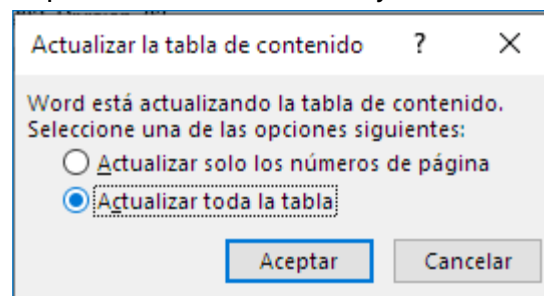 Actualizar la tabla de contenido ? ×
Word está actualizando la tabla de contenido.
Seleccione una de las opciones siguientes:
Actualizar solo los números de página
Actualizar toda la tabla
Aceptar Cancelar